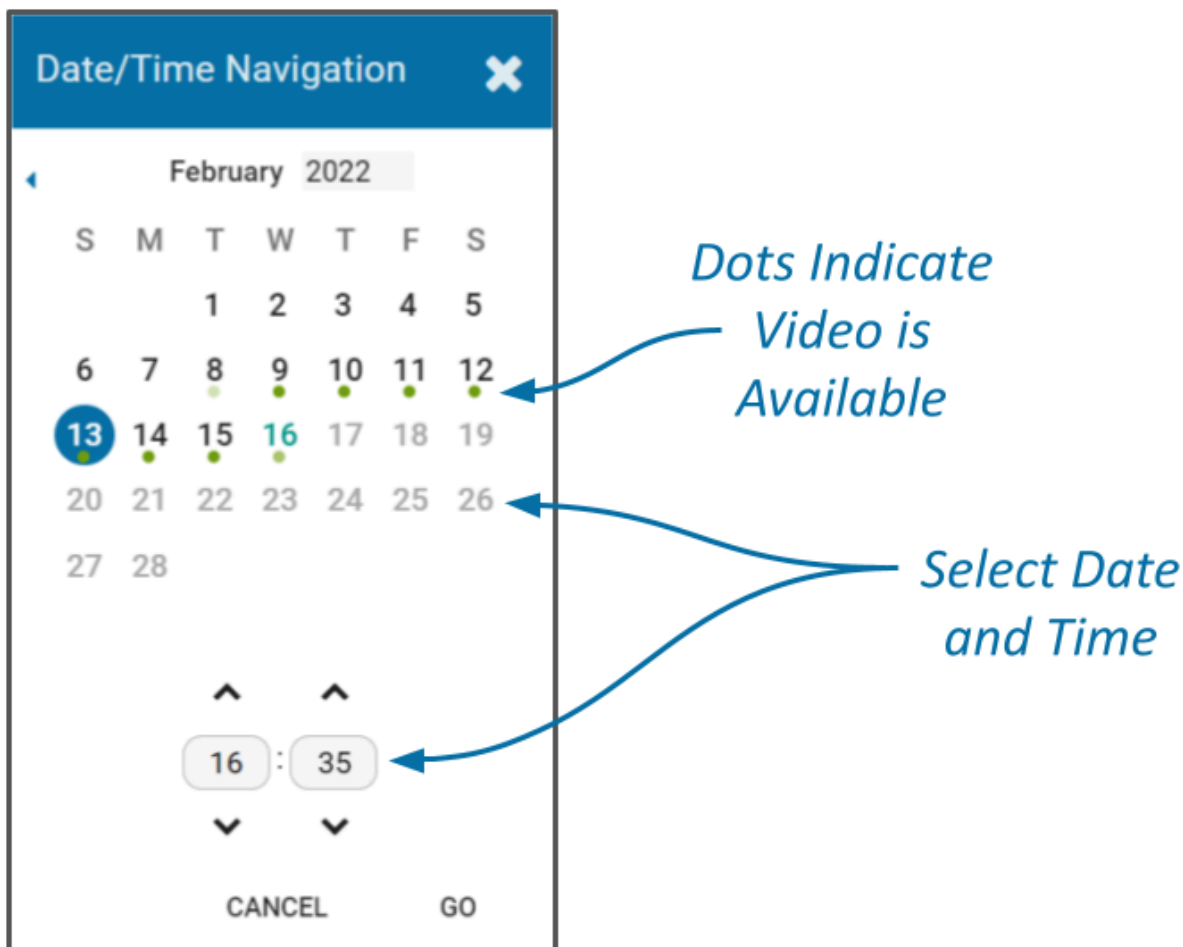 Date/Time Navigation
February 2022
S M T W T F S
1 2 3 4 5
6 7 8 9 10 11 12
13 14 15 16 17 18 19
20 21 22 23 24 25 26
27 28
16 : 35
CANCEL GO
Dots Indicate
Video is
Available
Select Date
and Time